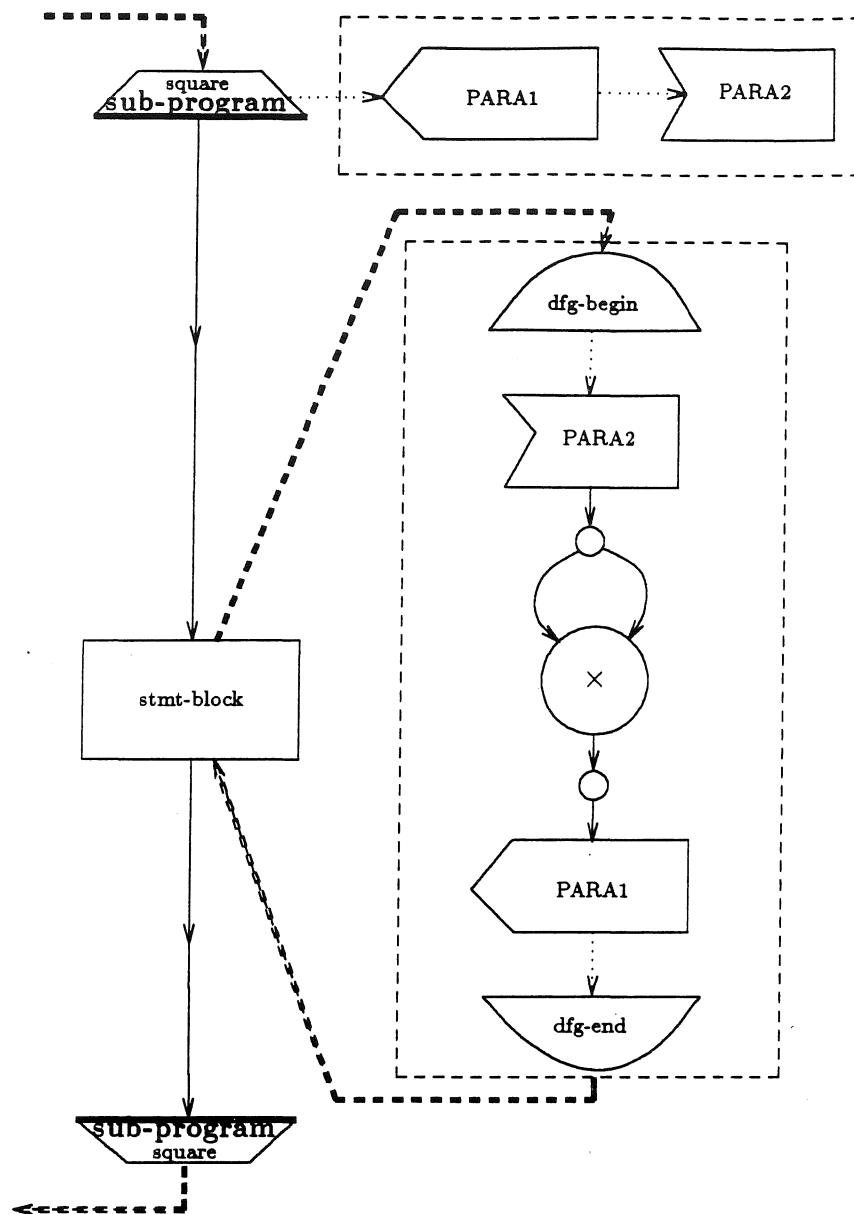 square
sub-program
PARA1
PARA2
dfg-begin
PARA2
×
stmt-block
PARA1
dfg-end
sub-program
square